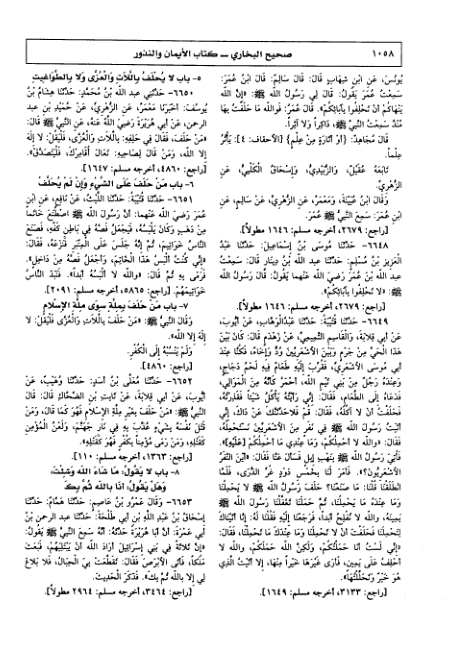 ١٠٥٨
صحيح البخاري ــ كتاب الأيمان والنذور
يُونُسَ، عَنِ ابْنِ شِهَابٍ قَالَ: قَالَ سَالِمٌ: قَالَ ابْنُ عُمَرَ:
سَمِعْتُ عُمَرَ يَقُولُ: قَالَ لِي رَسُولُ اللهِ ﷺ: «إِنَّ اللهَ
يَنْهَاكُمْ أَنْ تَحْلِفُوا بِآبَائِكُمْ». قَالَ عُمَرُ: فَوَاللهِ مَا حَلَفْتُ بِهَا
مُنْذُ سَمِعْتُ النَّبِيَّ ﷺ، ذَاكِرًا وَلَا آثِرًا.
قَالَ مُجَاهِدٌ: {أَوْ أَثَارَةٍ مِنْ عِلْمٍ} [الأحقاف: ٤]: يَأْثُرُ
عِلْمًا.
تَابَعَهُ عُقَيْلٌ، وَالزُّبَيْدِيُّ، وَإِسْحَاقُ الْكَلْبِيُّ، عَنِ
الزُّهْرِيِّ.
وَقَالَ ابْنُ عُيَيْنَةَ، وَمَعْمَرٌ، عَنِ الزُّهْرِيِّ، عَنْ سَالِمٍ، عَنِ
ابْنِ عُمَرَ: سَمِعَ النَّبِيُّ ﷺ عُمَرَ.
[راجع: ٢٦٧٩، أخرجه مسلم: ١٦٤٦ مطولاً].
٦٦٤٨- حَدَّثَنَا مُوسَى بْنُ إِسْمَاعِيلَ: حَدَّثَنَا عَبْدُ
الْعَزِيزِ بْنُ مُسْلِمٍ: حَدَّثَنَا عَبْدُ اللهِ بْنُ دِينَارٍ قَالَ: سَمِعْتُ
عَبْدَ اللهِ بْنَ عُمَرَ رَضِيَ اللهُ عَنْهُمَا يَقُولُ: قَالَ رَسُولُ اللهِ
ﷺ: «لَا تَحْلِفُوا بِآبَائِكُمْ».
[راجع: ٢٦٧٩، أخرجه مسلم: ١٦٤٦ مطولاً].
٦٦٤٩- حَدَّثَنَا قُتَيْبَةُ: حَدَّثَنَا عَبْدُ الْوَهَّابِ، عَنْ أَيُّوبَ،
عَنْ أَبِي قِلَابَةَ، وَالْقَاسِمِ التَّمِيمِيِّ، عَنْ زَهْدَمٍ قَالَ: كَانَ بَيْنَ
هَذَا الْحَيِّ مِنْ جَرْمٍ وَبَيْنَ الْأَشْعَرِيِّينَ وُدٌّ وَإِخَاءٌ، فَكُنَّا عِنْدَ
أَبِي مُوسَى الْأَشْعَرِيِّ، فَقُرِّبَ إِلَيْهِ طَعَامٌ فِيهِ لَحْمُ دَجَاجٍ،
وَعِنْدَهُ رَجُلٌ مِنْ بَنِي تَيْمِ اللهِ، أَحْمَرُ كَأَنَّهُ مِنَ الْمَوَالِي،
فَدَعَاهُ إِلَى الطَّعَامِ، فَقَالَ: إِنِّي رَأَيْتُهُ يَأْكُلُ شَيْئًا فَقَذِرْتُهُ،
فَحَلَفْتُ أَنْ لَا آكُلَهُ، فَقَالَ: قُمْ فَلَأُحَدِّثَنَّكَ عَنْ ذَاكَ، إِنِّي
أَتَيْتُ رَسُولَ اللهِ ﷺ فِي نَفَرٍ مِنَ الْأَشْعَرِيِّينَ نَسْتَحْمِلُهُ،
فَقَالَ: «وَاللهِ لَا أَحْمِلُكُمْ، وَمَا عِنْدِي مَا أَحْمِلُكُمْ [عَلَيْهِ]».
فَأُتِيَ رَسُولُ اللهِ ﷺ بِنَهْبِ إِبِلٍ فَسَأَلَ عَنَّا فَقَالَ: «أَيْنَ النَّفَرُ
الْأَشْعَرِيُّونَ؟». فَأَمَرَ لَنَا بِخَمْسِ ذَوْدٍ غُرِّ الذُّرَى، فَلَمَّا
انْطَلَقْنَا قُلْنَا: مَا صَنَعْنَا؟ حَلَفَ رَسُولُ اللهِ ﷺ لَا يَحْمِلُنَا
وَمَا عِنْدَهُ مَا يَحْمِلُنَا، ثُمَّ حَمَلَنَا تَغَفَّلْنَا رَسُولَ اللهِ ﷺ
يَمِينَهُ، وَاللهِ لَا نُفْلِحُ أَبَدًا، فَرَجَعْنَا إِلَيْهِ فَقُلْنَا لَهُ: إِنَّا أَتَيْنَاكَ
لِتَحْمِلَنَا فَحَلَفْتَ أَنْ لَا تَحْمِلَنَا وَمَا عِنْدَكَ مَا تَحْمِلُنَا، فَقَالَ:
«إِنِّي لَسْتُ أَنَا حَمَلْتُكُمْ، وَلَكِنَّ اللهَ حَمَلَكُمْ، وَاللهِ لَا
أَحْلِفُ عَلَى يَمِينٍ، فَأَرَى غَيْرَهَا خَيْرًا مِنْهَا، إِلَّا أَتَيْتُ الَّذِي
هُوَ خَيْرٌ وَتَحَلَّلْتُهَا».
[راجع: ٣١٣٣، أخرجه مسلم: ١٦٤٩].
٥- باب لا يُحْلَفُ بِاللَّاتِ وَالْعُزَّى وَلا بِالطَّوَاغِيتِ
٦٦٥٠- حَدَّثَنِي عَبْدُ اللهِ بْنُ مُحَمَّدٍ: حَدَّثَنَا هِشَامُ بْنُ
يُوسُفَ: أَخْبَرَنَا مَعْمَرٌ، عَنِ الزُّهْرِيِّ، عَنْ حُمَيْدِ بْنِ عَبْدِ
الرحمن، عَنْ أَبِي هُرَيْرَةَ رَضِيَ اللهُ عَنْهُ، عَنِ النَّبِيِّ ﷺ قَالَ:
«مَنْ حَلَفَ، فَقَالَ فِي حَلِفِهِ: بِاللَّاتِ وَالْعُزَّى، فَلْيَقُلْ: لا إِلَهَ
إِلا اللهُ، وَمَنْ قَالَ لِصَاحِبِهِ: تَعَالَ أُقَامِرْكَ، فَلْيَتَصَدَّقْ».
[راجع: ٤٨٦٠، أخرجه مسلم: ١٦٤٧].
٦- باب مَنْ حَلَفَ عَلَى الشَّيْءِ وَإِنْ لَمْ يُحَلَّفْ
٦٦٥١- حَدَّثَنَا قُتَيْبَةُ: حَدَّثَنَا اللَّيْثُ، عَنْ نَافِعٍ، عَنِ ابْنِ
عُمَرَ رَضِيَ اللهُ عَنْهُمَا: أَنَّ رَسُولَ اللهِ ﷺ اصْطَنَعَ خَاتَمًا
مِنْ ذَهَبٍ وَكَانَ يَلْبَسُهُ، فَيَجْعَلُ فَصَّهُ فِي بَاطِنِ كَفِّهِ، فَصَنَعَ
النَّاسُ خَوَاتِيمَ، ثُمَّ إِنَّهُ جَلَسَ عَلَى الْمِنْبَرِ فَنَزَعَهُ، فَقَالَ:
«إِنِّي كُنْتُ أَلْبَسُ هَذَا الْخَاتَمَ، وَأَجْعَلُ فَصَّهُ مِنْ دَاخِلٍ».
فَرَمَى بِهِ ثُمَّ قَالَ: «وَاللهِ لا أَلْبَسُهُ أَبَدًا». فَنَبَذَ النَّاسُ
خَوَاتِيمَهُمْ. [راجع: ٥٨٦٥، أخرجه مسلم: ٢٠٩١].
٧- باب مَنْ حَلَفَ بِمِلَّةٍ سِوَى مِلَّةِ الإِسْلامِ
وَقَالَ النَّبِيُّ ﷺ: «مَنْ حَلَفَ بِاللَّاتِ وَالْعُزَّى فَلْيَقُلْ: لا
إِلَهَ إِلا اللهُ».
وَلَمْ يَنْسُبْهُ إِلَى الْكُفْرِ.
[راجع: ٤٨٦٠].
٦٦٥٢- حَدَّثَنَا مُعَلَّى بْنُ أَسَدٍ: حَدَّثَنَا وُهَيْبٌ، عَنْ
أَيُّوبَ، عَنْ أَبِي قِلَابَةَ، عَنْ ثَابِتِ بْنِ الضَّحَّاكِ قَالَ: قَالَ
النَّبِيُّ ﷺ: «مَنْ حَلَفَ بِغَيْرِ مِلَّةِ الإِسْلامِ فَهُوَ كَمَا قَالَ، وَمَنْ
قَتَلَ نَفْسَهُ بِشَيْءٍ عُذِّبَ بِهِ فِي نَارِ جَهَنَّمَ، وَلَعْنُ الْمُؤْمِنِ
كَقَتْلِهِ، وَمَنْ رَمَى مُؤْمِنًا بِكُفْرٍ فَهُوَ كَقَتْلِهِ».
[راجع: ١٣٦٣، أخرجه مسلم: ١١٠].
٨- باب لا يَقُولُ: مَا شَاءَ اللهُ وَشِئْتَ،
وَهَلْ يَقُولُ: أَنَا بِاللهِ ثُمَّ بِكَ؟
٦٦٥٣- وَقَالَ عَمْرُو بْنُ عَاصِمٍ: حَدَّثَنَا هَمَّامٌ: حَدَّثَنَا
إِسْحَاقُ بْنُ عَبْدِ اللهِ بْنِ أَبِي طَلْحَةَ: حَدَّثَنَا عَبْدُ الرحمن بْنُ
أَبِي عَمْرَةَ: أَنَّ أَبَا هُرَيْرَةَ حَدَّثَهُ: أَنَّهُ سَمِعَ النَّبِيَّ ﷺ يَقُولُ:
«إِنَّ ثَلَاثَةً فِي بَنِي إِسْرَائِيلَ أَرَادَ اللهُ أَنْ يَبْتَلِيَهُمْ، فَبَعَثَ
مَلَكًا، فَأَتَى الأَبْرَصَ فَقَالَ: تَقَطَّعَتْ بِيَ الْحِبَالُ، فَلا بَلاغَ
لِي إِلا بِاللهِ ثُمَّ بِكَ». فَذَكَرَ الْحَدِيثَ.
[راجع: ٣٤٦٤، أخرجه مسلم: ٢٩٦٤ مطولاً].